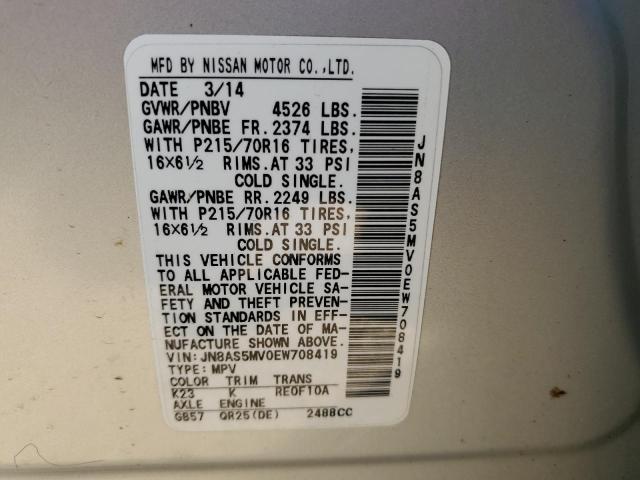 MFD BY NISSAN MOTOR CO.,LTD.
DATE 3/14
GVWR/PNBV 4526 LBS.
GAWR/PNBE FR. 2374 LBS.
WITH P215/70R16 TIRES,
16×6½ RIMS.AT 33 PSI
COLD SINGLE.
GAWR/PNBE RR. 2249 LBS.
WITH P215/70R16 TIRES,
16×6½ RIMS.AT 33 PSI
COLD SINGLE.
THIS VEHICLE CONFORMS
TO ALL APPLICABLE FED-
ERAL MOTOR VEHICLE SA-
FETY AND THEFT PREVEN-
TION STANDARDS IN EFF-
ECT ON THE DATE OF MA-
NUFACTURE SHOWN ABOVE.
VIN: JN8AS5MV0EW708419
TYPE: MPV
COLOR TRIM TRANS
K23 K RE0F10A
AXLE ENGINE
GB57 QR25(DE) 2488CC
JN8AS5MV0EW708419